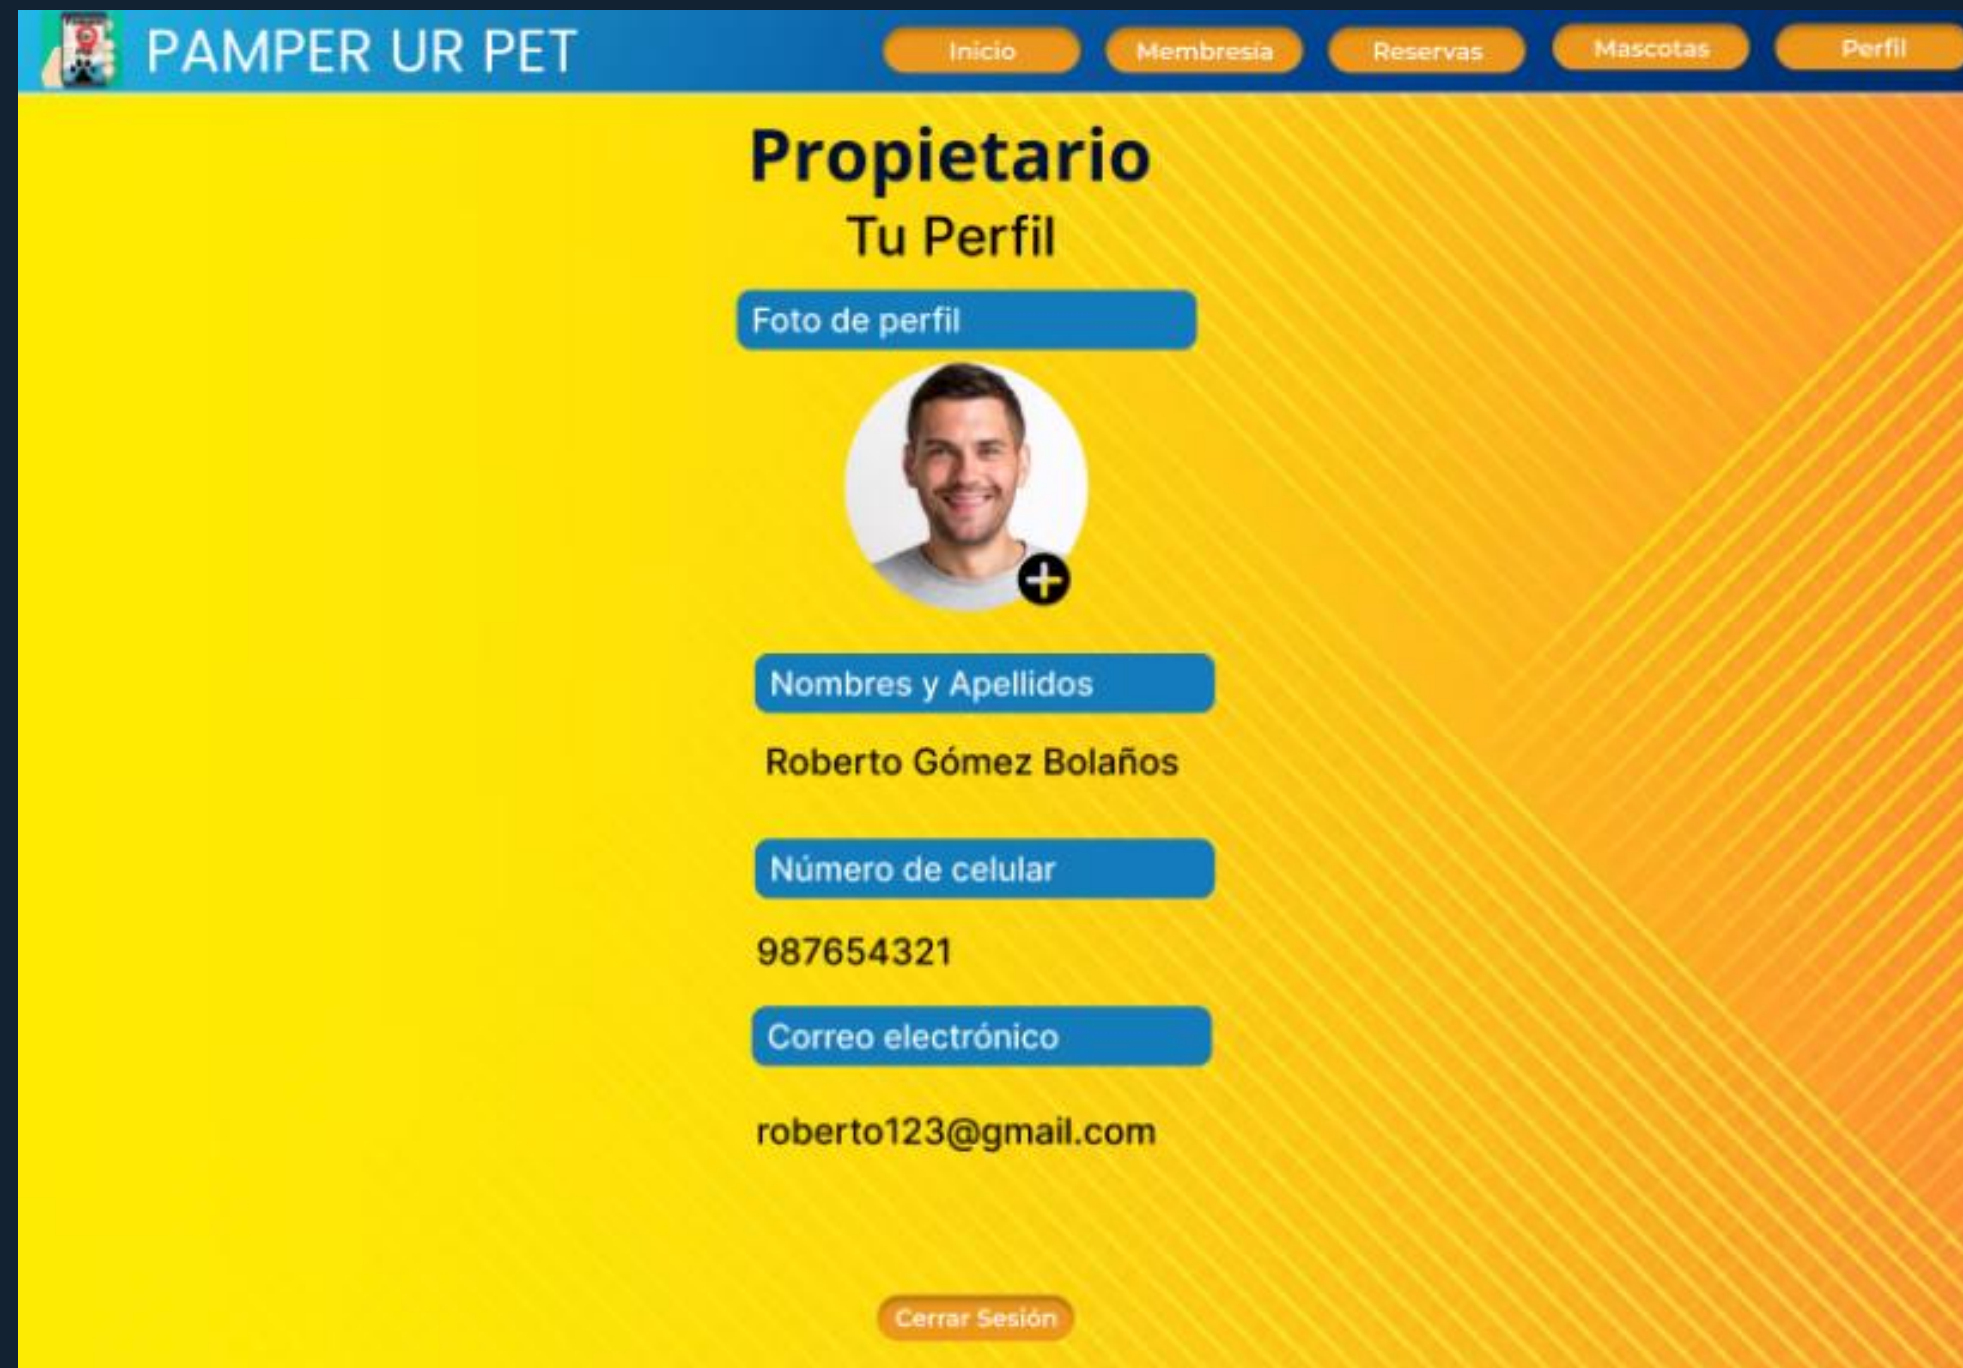 PAMPER UR PET
Inicio
Membresía
Reservas
Mascotas
Perfil
Propietario
Tu Perfil
Foto de perfil
Nombres y Apellidos
Roberto Gómez Bolaños
Número de celular
987654321
Correo electrónico
roberto123@gmail.com
Cerrar Sesión